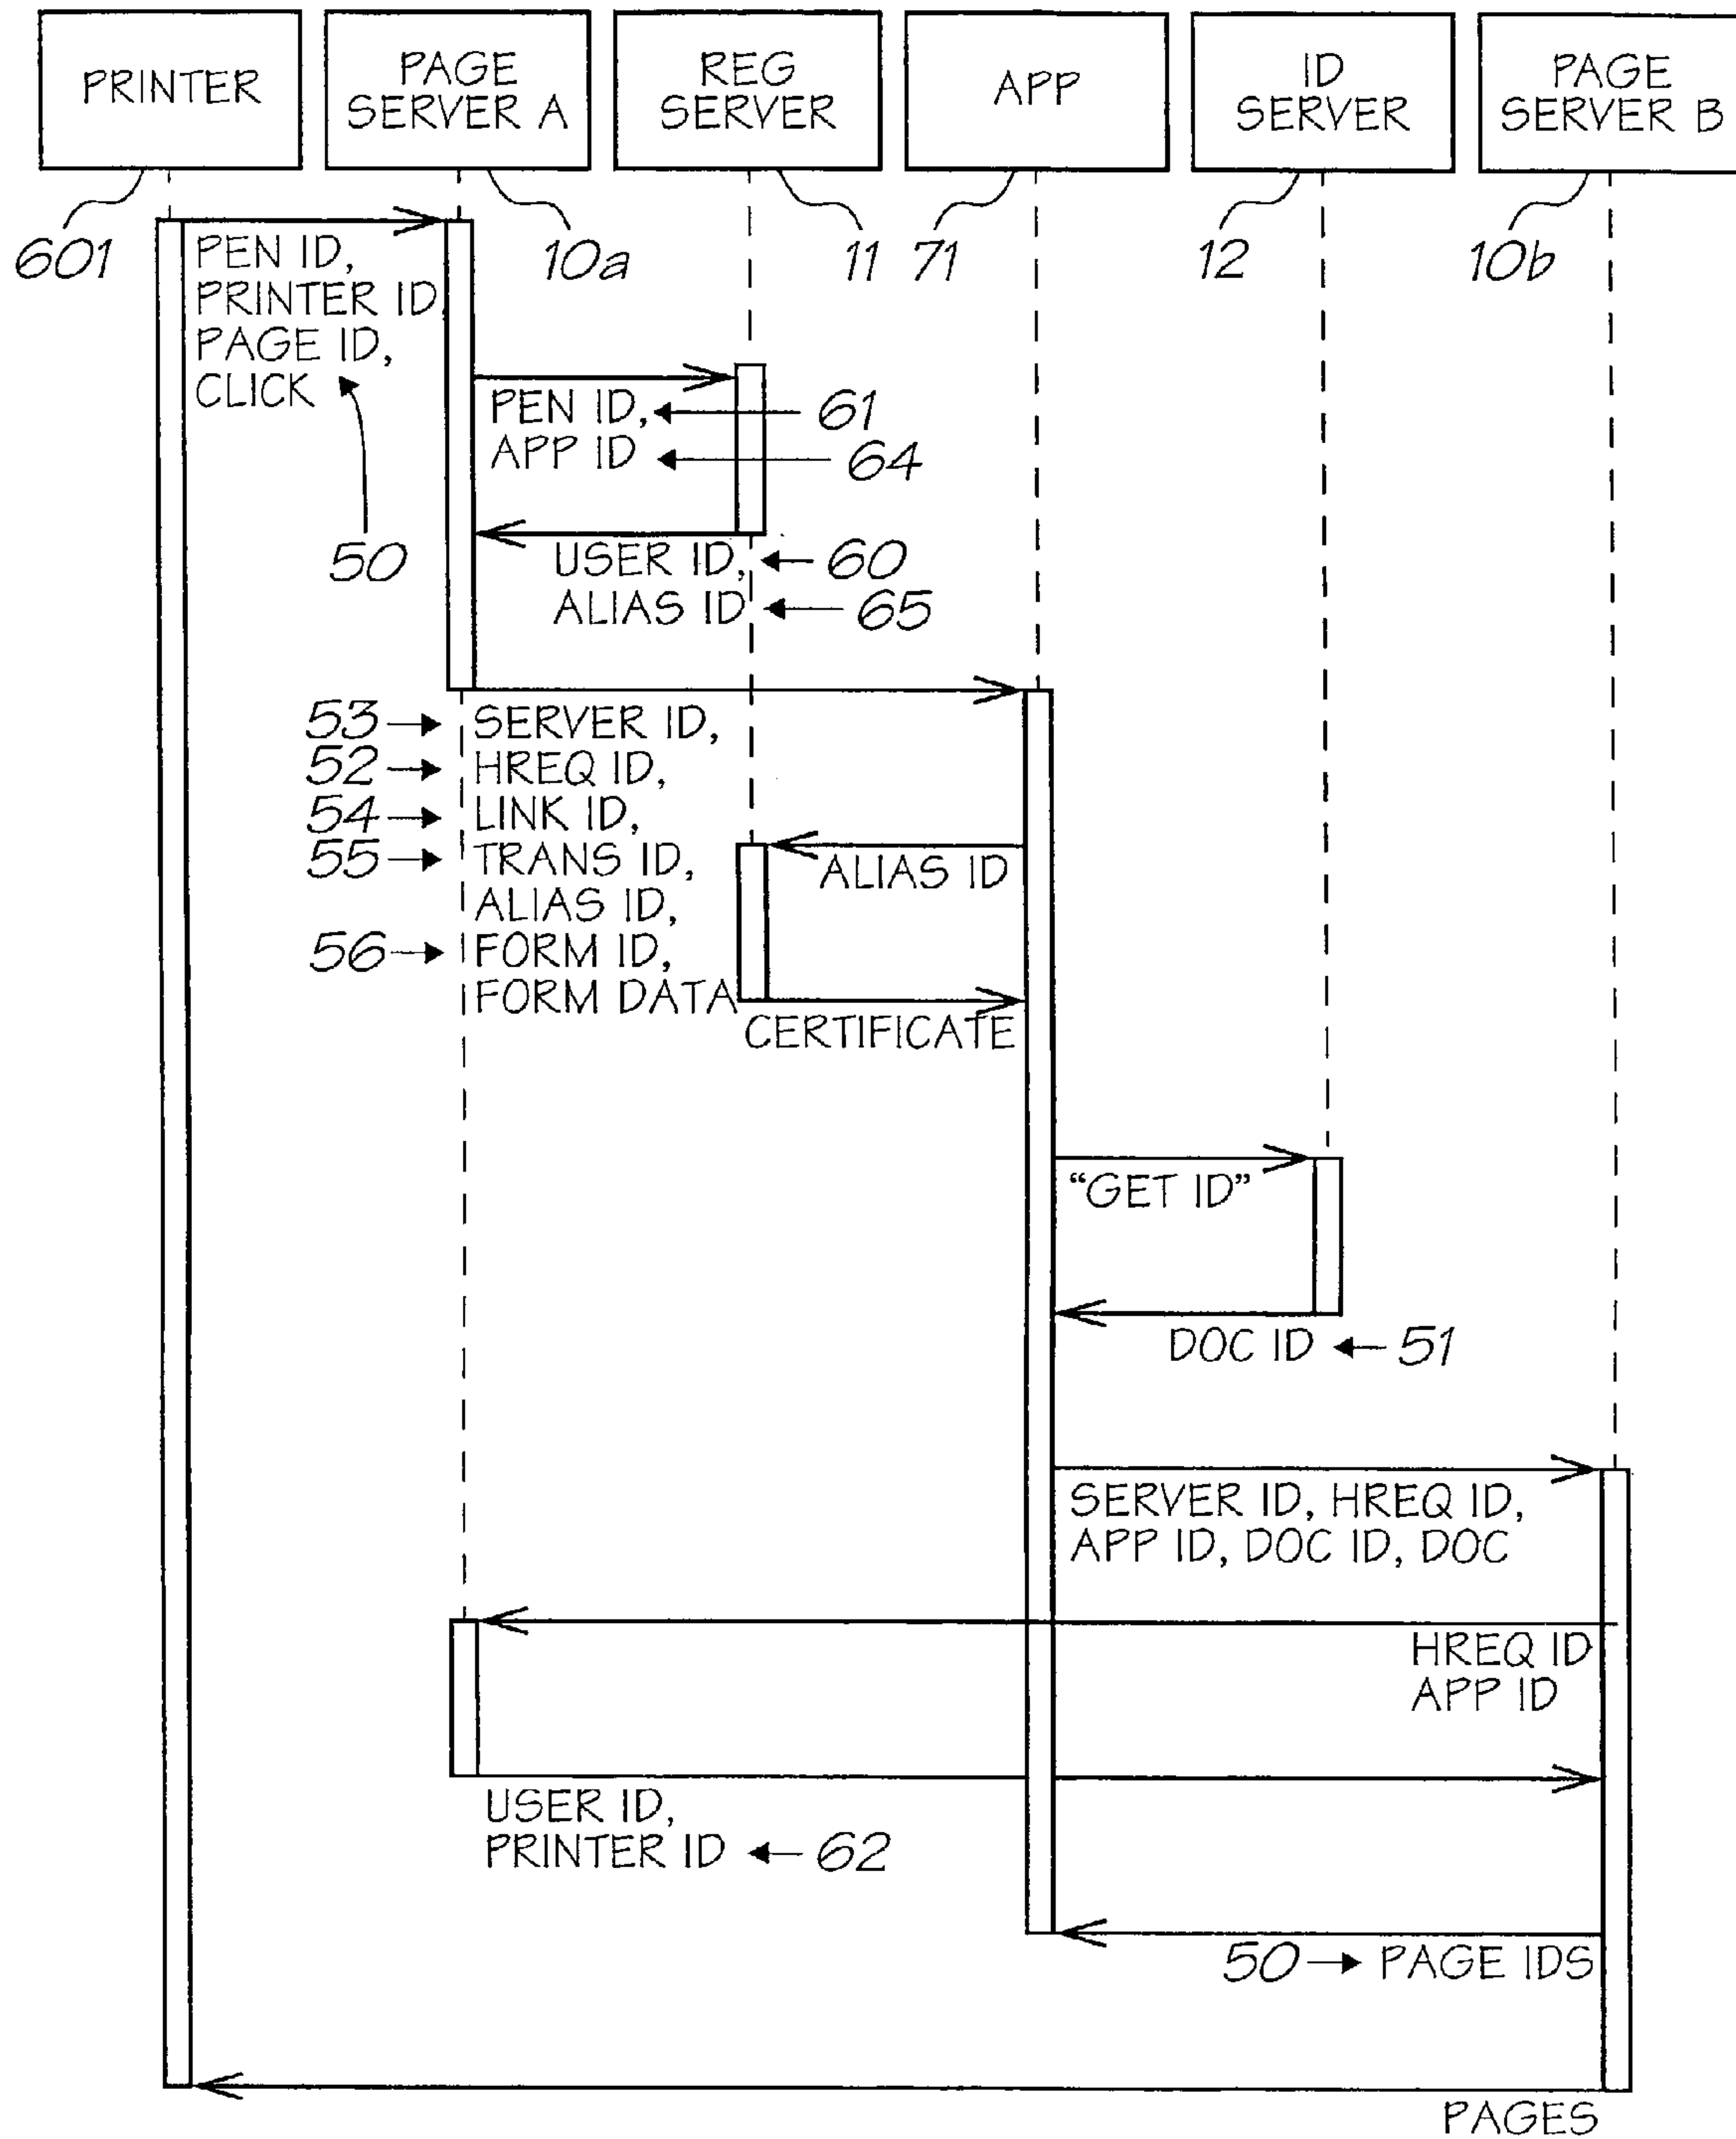 PRINTER
PAGE
SERVER A
REG
SERVER
APP
ID
SERVER
PAGE
SERVER B
601
10a
11
71
12
10b
PEN ID,
PRINTER ID
PAGE ID,
CLICK
50
PEN ID,
61
APP ID
64
USER ID,
60
ALIAS ID
65
53
SERVER ID,
52
HREQ ID,
54
LINK ID,
55
TRANS ID,
ALIAS ID,
56
FORM ID,
FORM DATA
ALIAS ID
CERTIFICATE
“GET ID”
DOC ID
51
SERVER ID, HREQ ID,
APP ID, DOC ID, DOC
HREQ ID
APP ID
USER ID,
PRINTER ID
62
50
PAGE IDS
PAGES